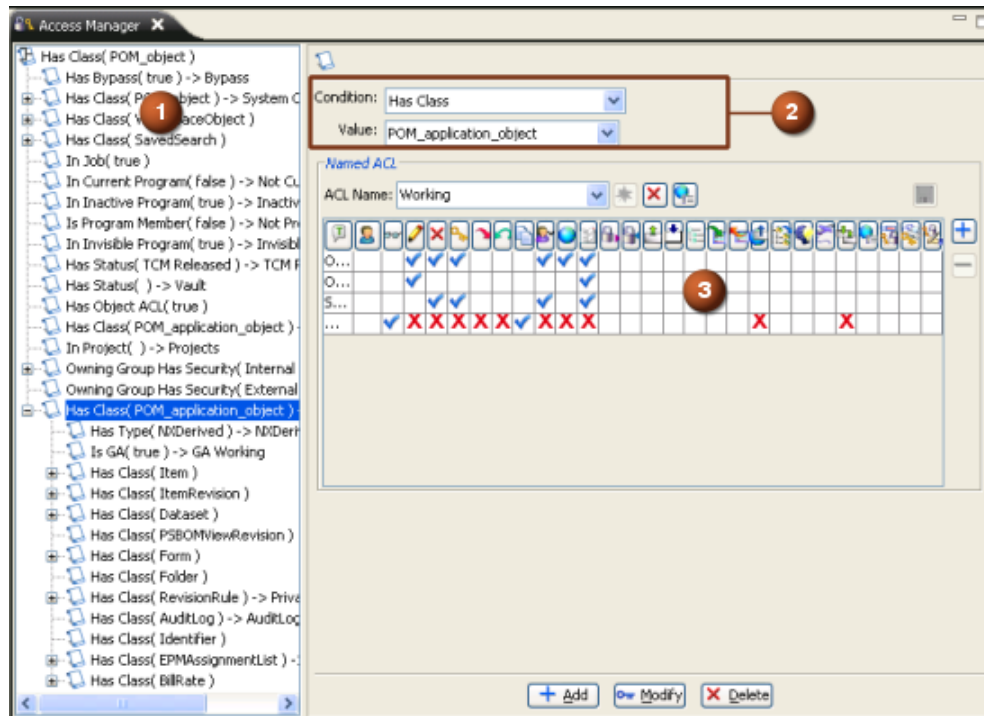 Access Manager
Has Class( POM_object )
Has Bypass( true ) -> Bypass
Has Class( P bject ) -> System C
Has Class( aceObject )
Has Class( SavedSearch )
In Job( true )
In Current Program( false ) -> Not Cu
In Inactive Program( true ) -> Inactiv
Is Program Member( false ) -> Not Pr
In Invisible Program( true ) -> Invisibl
Has Status( TCM Released ) -> TCM
Has Status( ) -> Vault
Has Object ACL( true )
Has Class( POM_application_object ) -
In Project( ) -> Projects
Owning Group Has Security( Internal
Owning Group Has Security( External
Has Class( POM_application_object ) -
Has Type( NXDerived ) -> NXDeri
Is GA( true ) -> GA Working
Has Class( Item )
Has Class( ItemRevision )
Has Class( Dataset )
Has Class( PSBOMViewRevision )
Has Class( Form )
Has Class( Folder )
Has Class( RevisionRule ) -> Priva
Has Class( AuditLog ) -> AuditLog
Has Class( Identifier )
Has Class( EPMAssignmentList ) -
Has Class( BillRate )
1
Condition: Has Class
Value: POM_application_object
2
Named ACL
ACL Name: Working
O...
O...
S...
...
3
Add Modify Delete